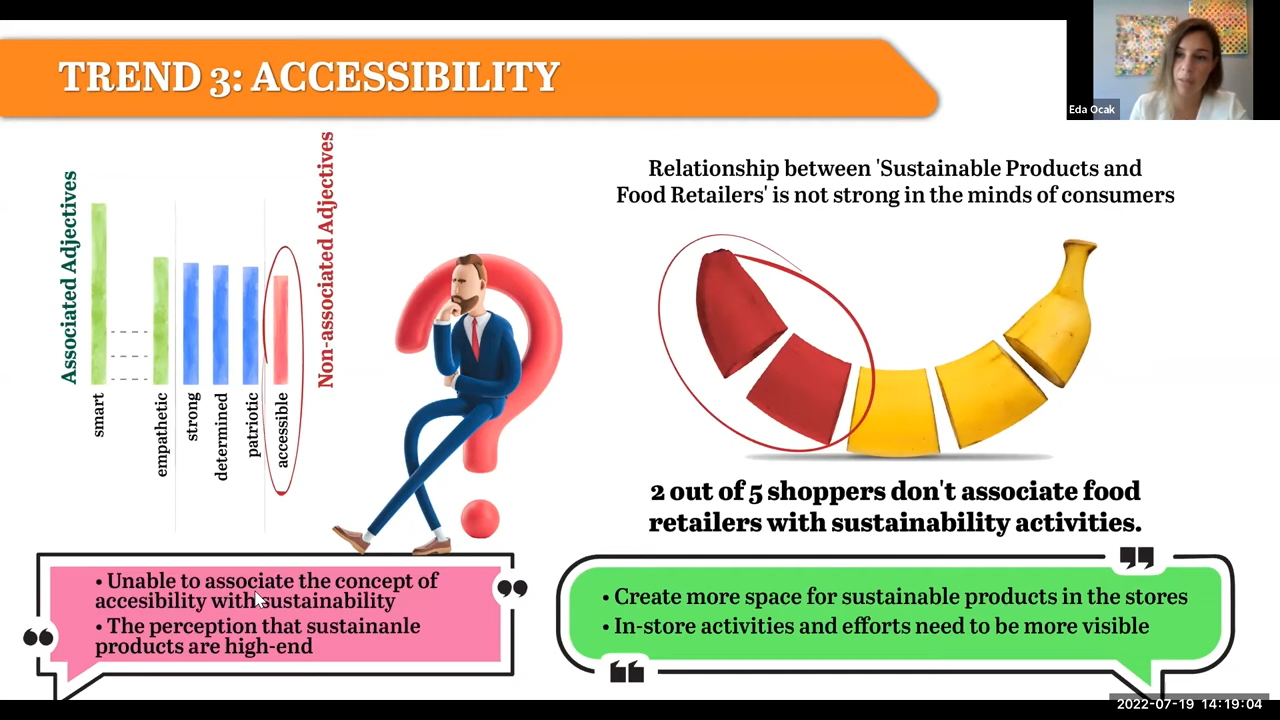 TREND 3: ACCESSIBILITY
Eda Ocak
Associated Adjectives
Non-associated Adjectives
smart
empathetic
strong
determined
patriotic
accessible
Relationship between 'Sustainable Products and
Food Retailers' is not strong in the minds of consumers
2 out of 5 shoppers don't associate food
retailers with sustainability activities.
• Unable to associate the concept of
accesibility with sustainability
• The perception that sustainanle
products are high-end
• Create more space for sustainable products in the stores
• In-store activities and efforts need to be more visible
2022-07-19 14:19:04